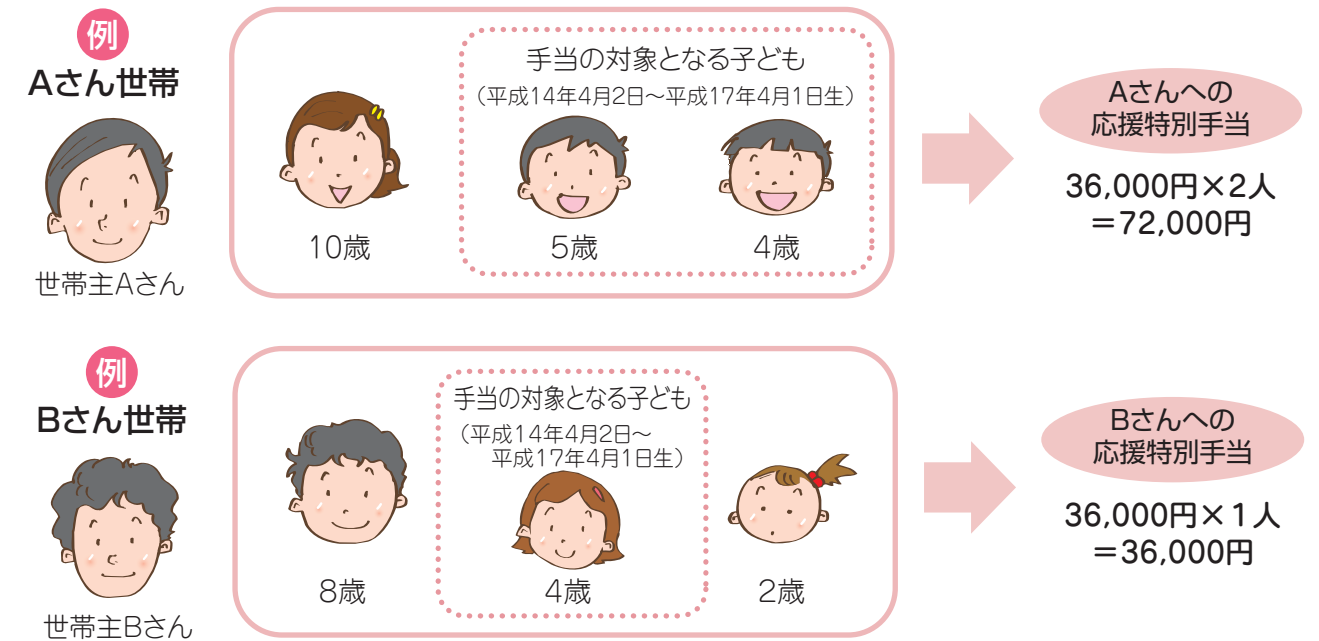 例
Aさん世帯
世帯主Aさん
手当の対象となる子ども
（平成14年4月2日～平成17年4月1日生）
10歳
5歳
4歳
Aさんへの
応援特別手当
36,000円×2人
＝72,000円
例
Bさん世帯
世帯主Bさん
手当の対象となる子ども
（平成14年4月2日～
平成17年4月1日生）
8歳
4歳
2歳
Bさんへの
応援特別手当
36,000円×1人
＝36,000円